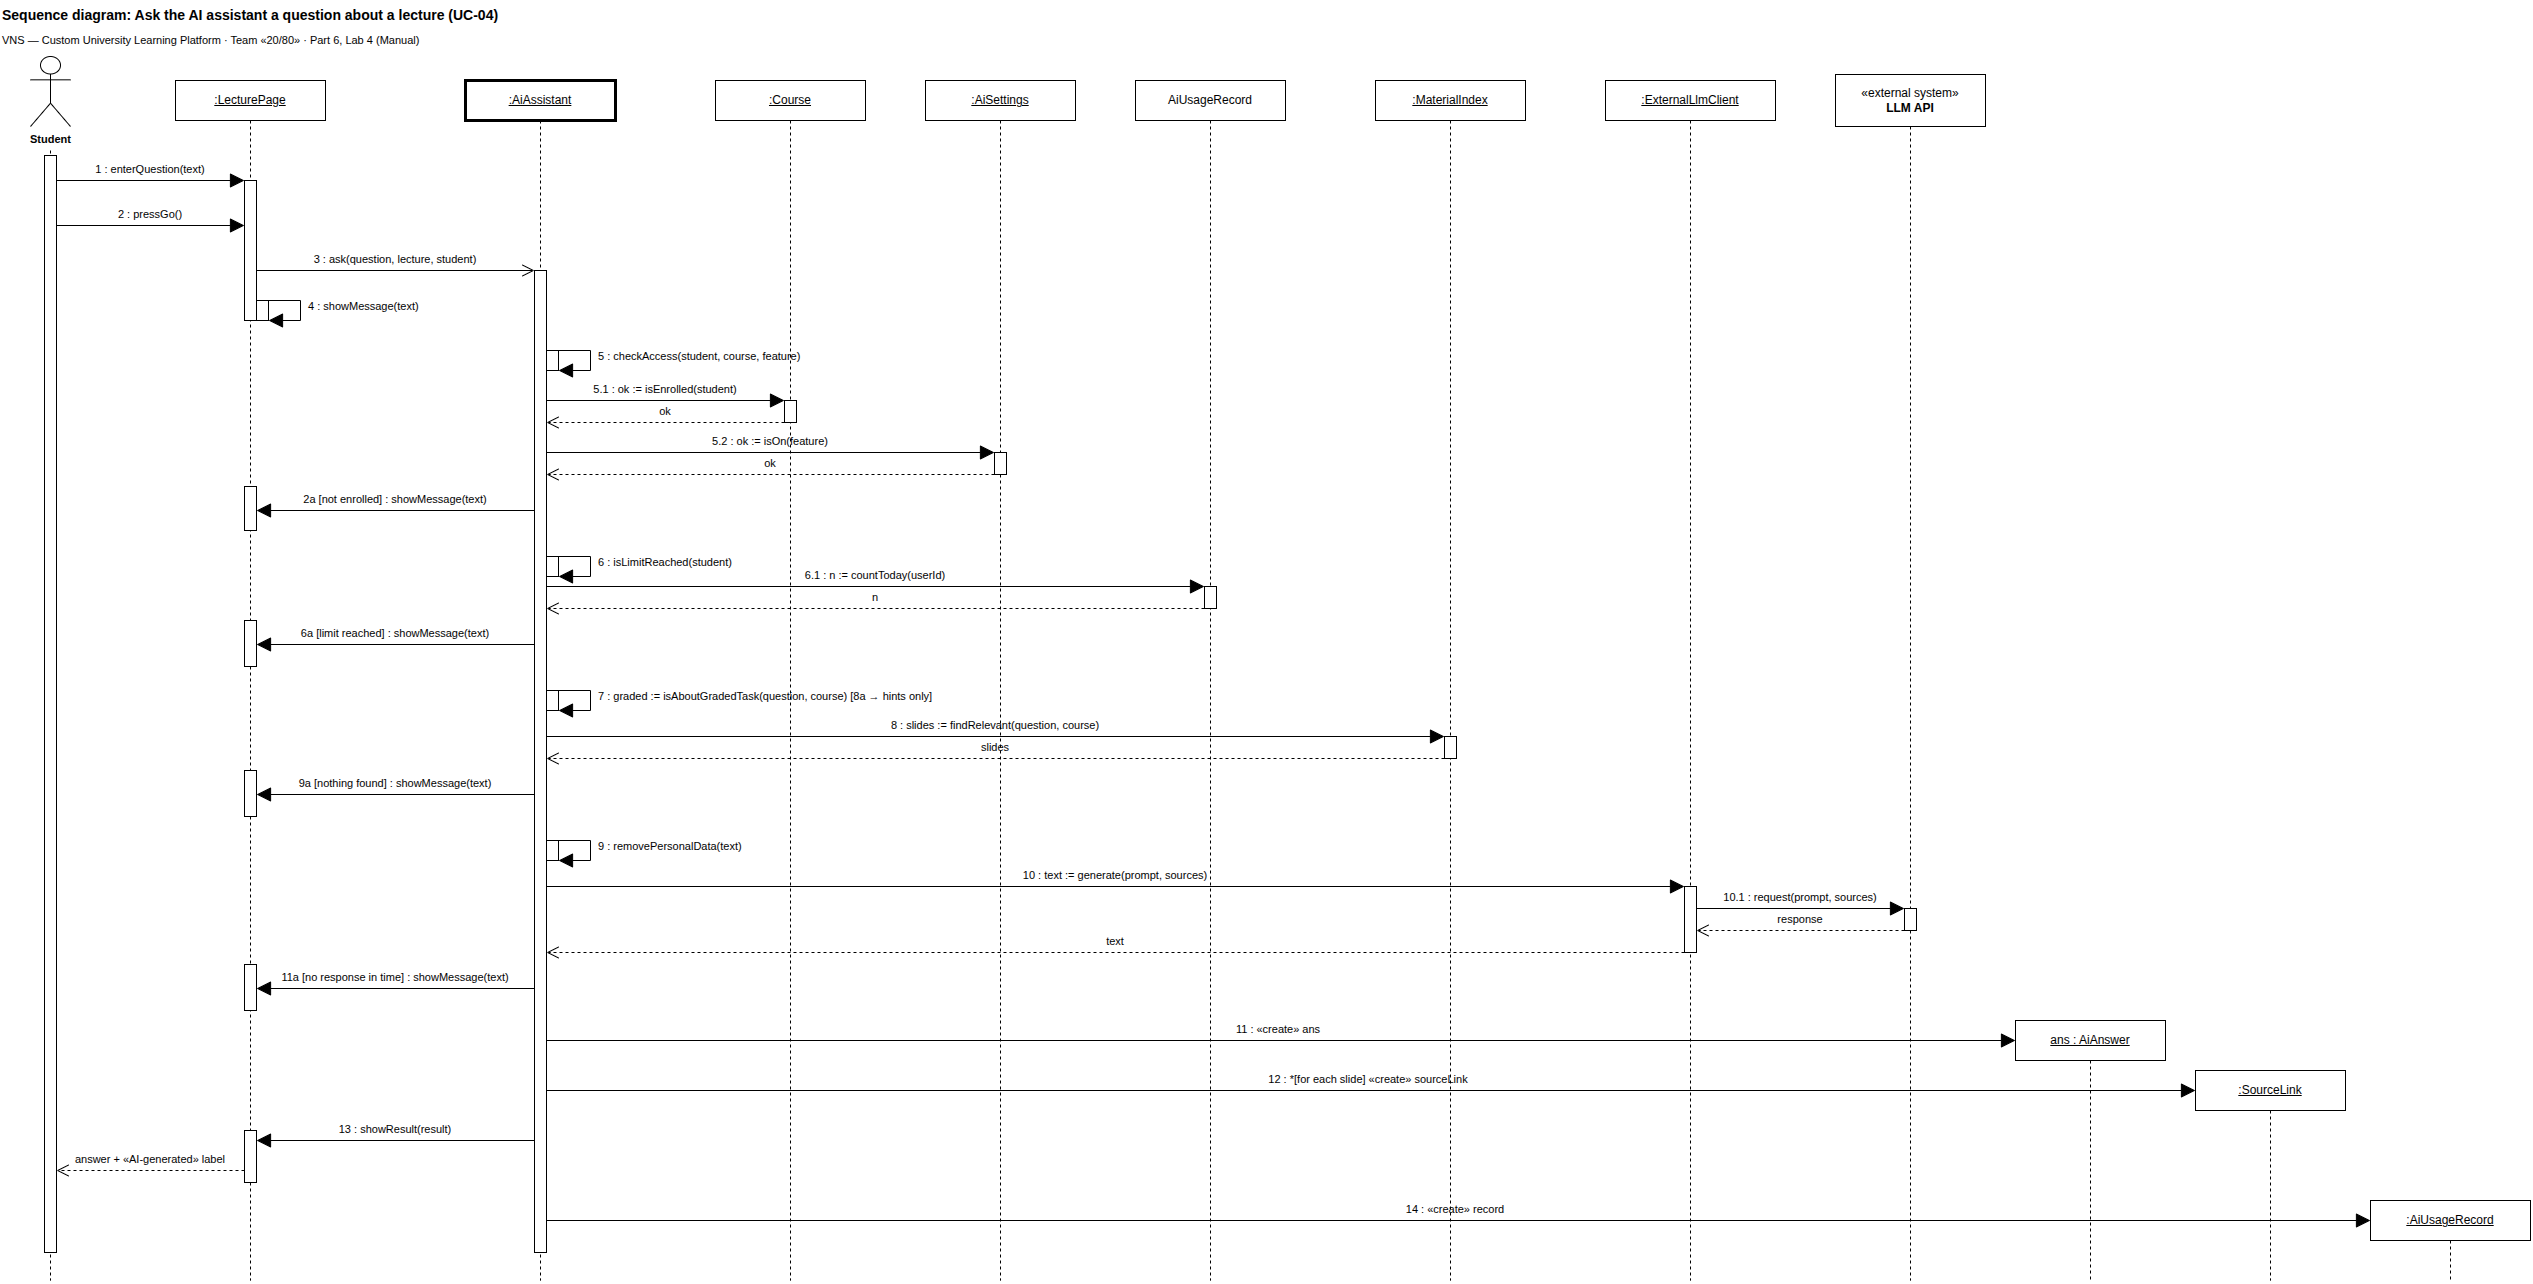 Sequence diagram: Ask the AI assistant a question about a lecture (UC-04)
VNS — Custom University Learning Platform · Team «20/80» · Part 6, Lab 4 (Manual)
Student
:LecturePage
:AiAssistant
:Course
:AiSettings
AiUsageRecord
:MaterialIndex
:ExternalLlmClient
«external system»
LLM API
1 : enterQuestion(text)
2 : pressGo()
3 : ask(question, lecture, student)
4 : showMessage(text)
5 : checkAccess(student, course, feature)
5.1 : ok := isEnrolled(student)
ok
5.2 : ok := isOn(feature)
ok
2a [not enrolled] : showMessage(text)
6 : isLimitReached(student)
6.1 : n := countToday(userId)
n
6a [limit reached] : showMessage(text)
7 : graded := isAboutGradedTask(question, course) [8a → hints only]
8 : slides := findRelevant(question, course)
slides
9a [nothing found] : showMessage(text)
9 : removePersonalData(text)
10 : text := generate(prompt, sources)
10.1 : request(prompt, sources)
response
text
11a [no response in time] : showMessage(text)
11 : «create» ans
ans : AiAnswer
12 : *[for each slide] «create» sourceLink
:SourceLink
13 : showResult(result)
answer + «AI-generated» label
14 : «create» record
:AiUsageRecord